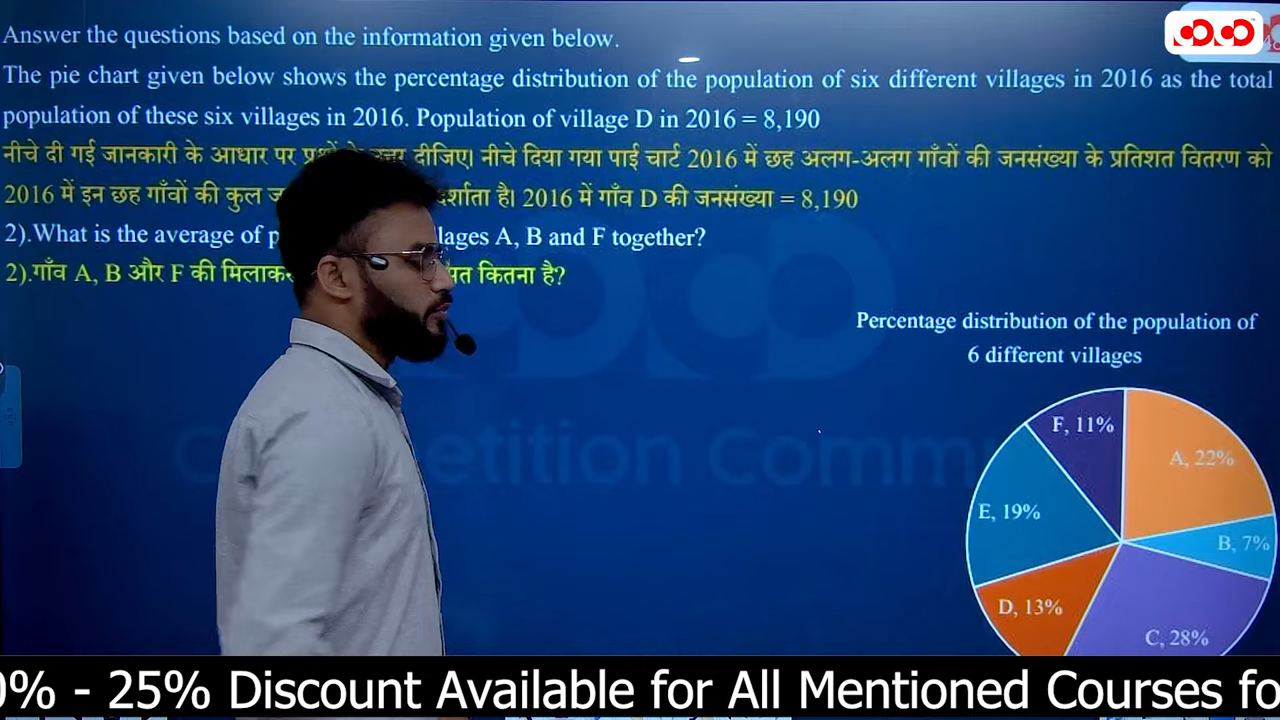 Answer the questions based on the information given below.
The pie chart given below shows the percentage distribution of the population of six different villages in 2016 as the total
population of these six villages in 2016. Population of village D in 2016 = 8,190
नीचे दी गई जानकारी के आधार पर दीजिए। नीचे दिया गया पाई चार्ट 2016 में छह अलग-अलग गाँवों की जनसंख्या के प्रतिशत वितरण को
2016 में इन छह गाँवों की कुल है। 2016 में गाँव D की जनसंख्या = 8,190
2).What is the average of A, B and F together?
2).गाँव A, B और F की कितना है?
Percentage distribution of the population of
6 different villages
F, 11%
A, 22%
E, 19%
B, 7%
D, 13%
C, 28%
0% - 25% Discount Available for All Mentioned Courses fo